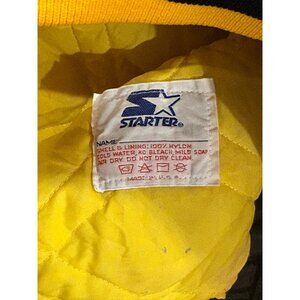 STARTER®
NAME:
SHELL & LINING: 100% NYLON
COLD WATER, NO BLEACH, MILD SOAP
AIR DRY DO NOT DRY CLEAN.
MADE IN U.S.A.